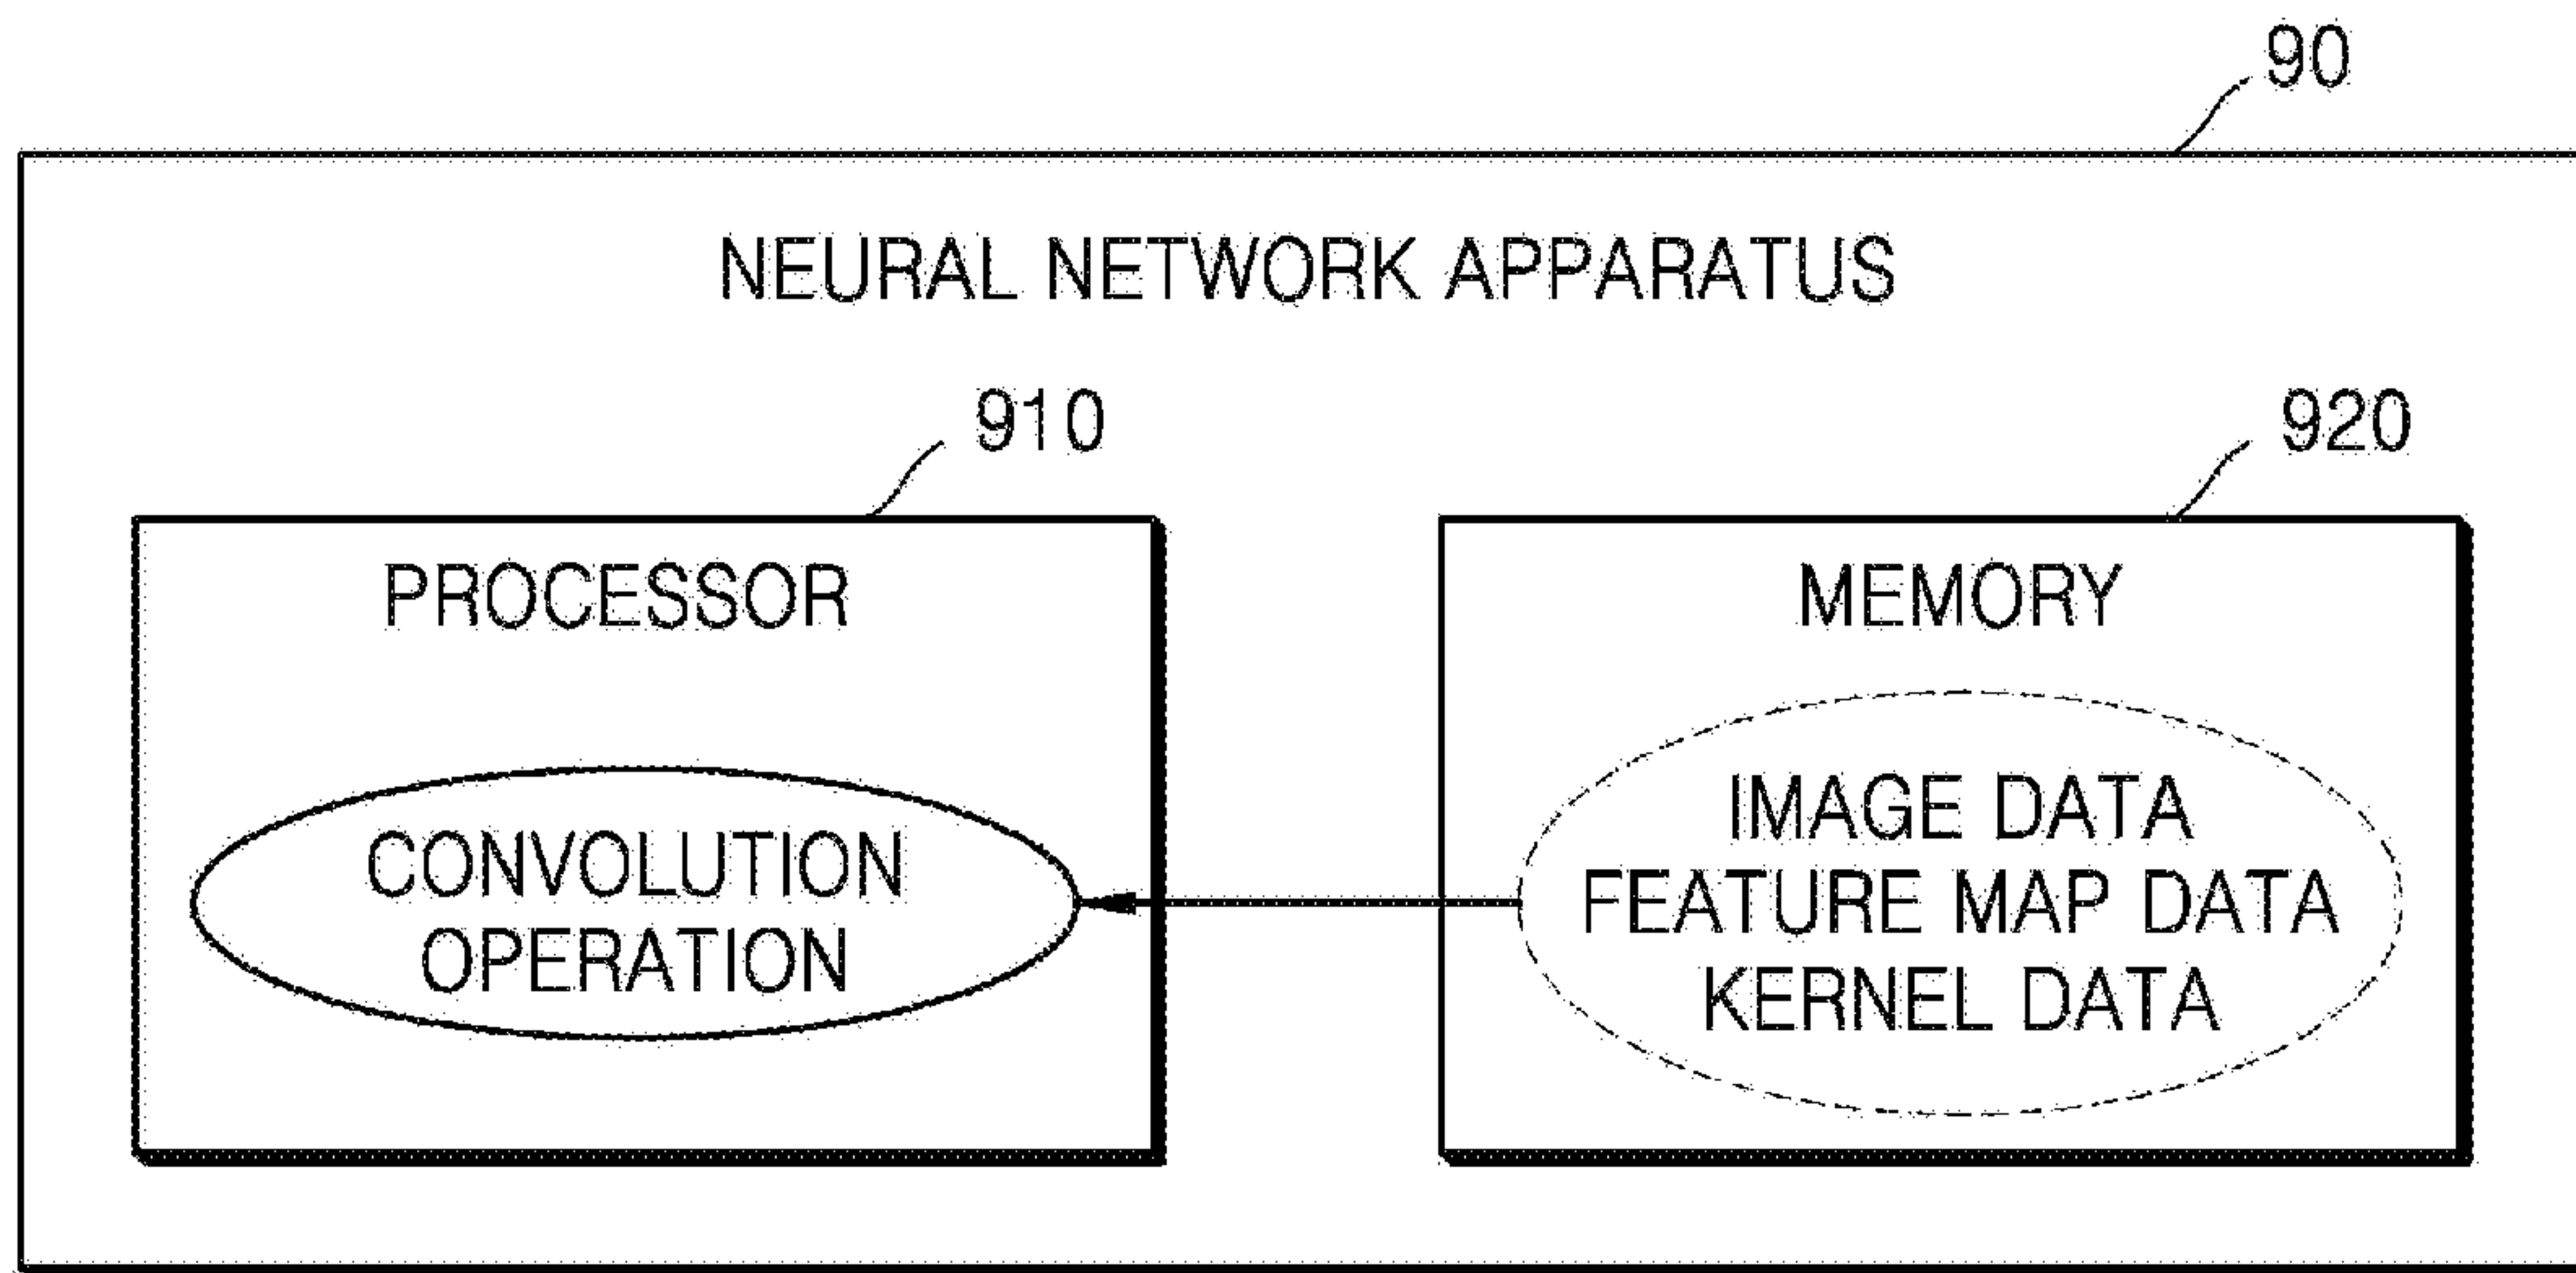 90
NEURAL NETWORK APPARATUS
910
920
PROCESSOR
MEMORY
CONVOLUTION
OPERATION
IMAGE DATA
FEATURE MAP DATA
KERNEL DATA